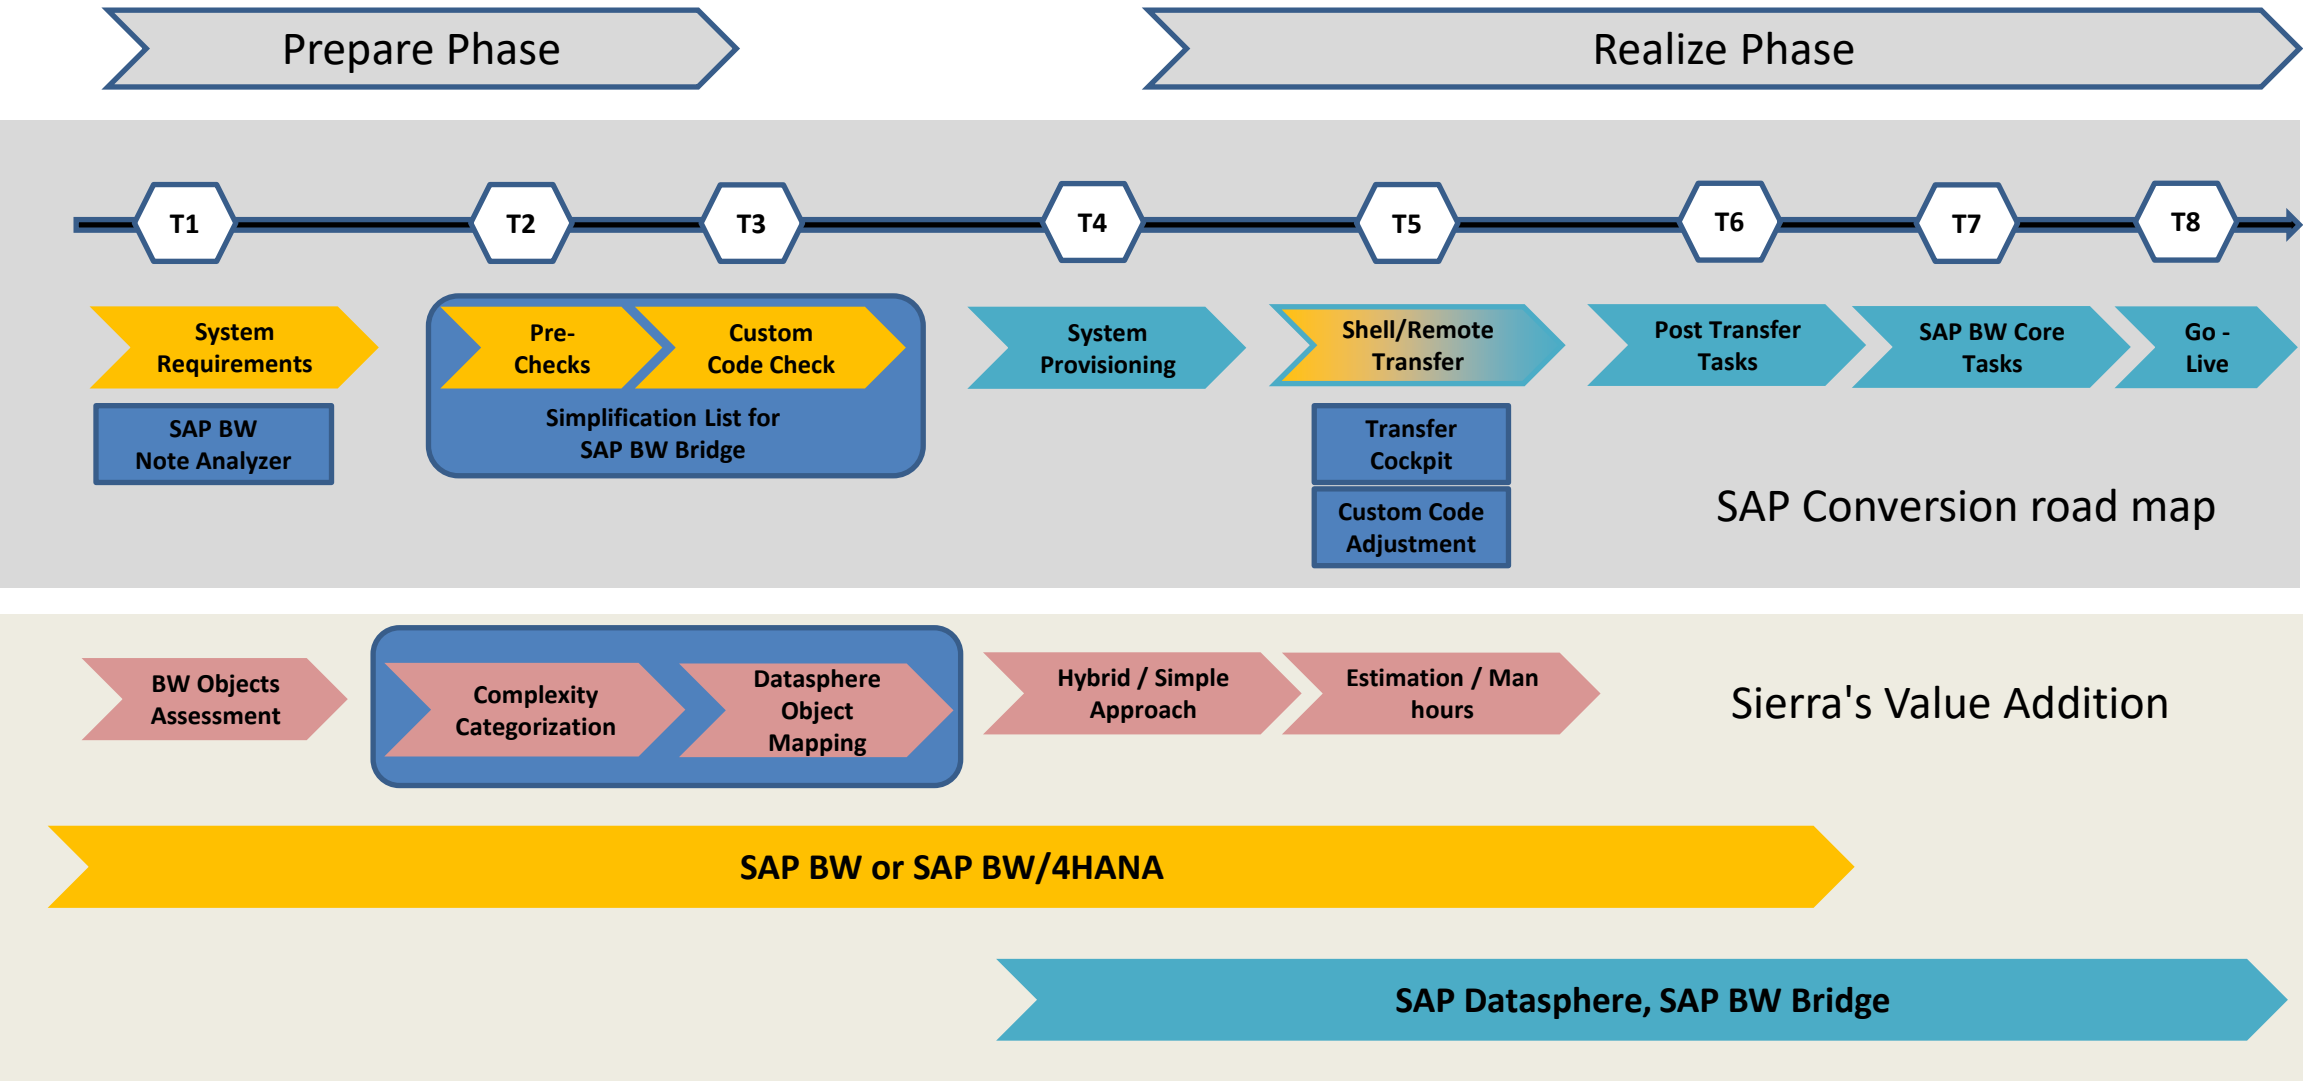 Prepare Phase
Realize Phase
T1
T2
T3
T4
T5
T6
T7
T8
System
Requirements
Pre-
Checks
Custom
Code Check
System
Provisioning
Shell/Remote
Transfer
Post Transfer
Tasks
SAP BW Core
Tasks
Go -
Live
SAP BW
Note Analyzer
Simplification List for
SAP BW Bridge
Transfer
Cockpit
Custom Code
Adjustment
SAP Conversion road map
BW Objects
Assessment
Complexity
Categorization
Datasphere
Object
Mapping
Hybrid / Simple
Approach
Estimation / Man
hours
Sierra's Value Addition
SAP BW or SAP BW/4HANA
SAP Datasphere, SAP BW Bridge